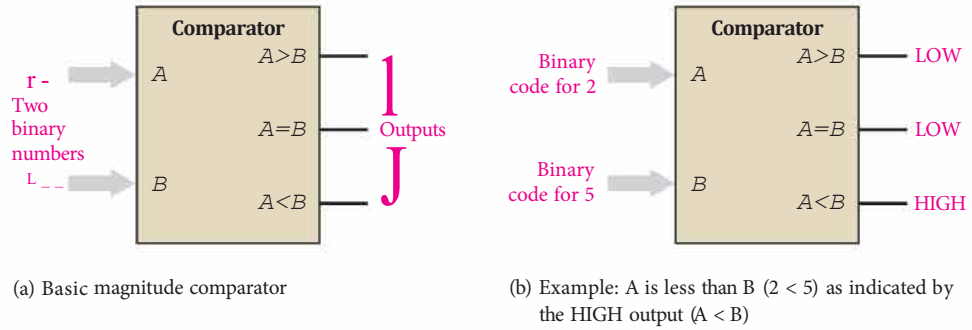 Comparator
A>B
r -
A
Two
binary
numbers
A=B
l
Outputs
J
L _ _
B
A<B
(a) Basic magnitude comparator
Comparator
A>B
LOW
Binary
code for 2
A
A=B
LOW
Binary
code for 5
B
A<B
HIGH
(b) Example: A is less than B (2 < 5) as indicated by
the HIGH output (A < B)